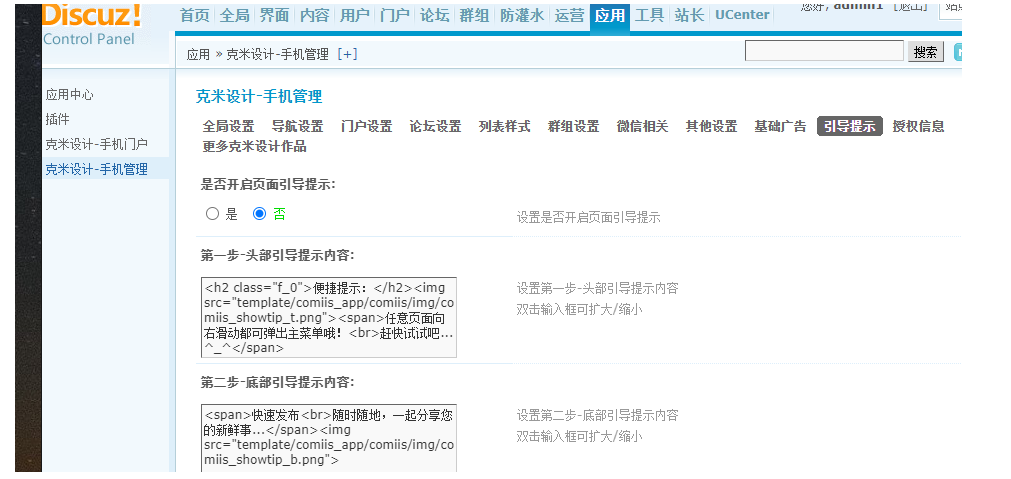 Discuz!
Control Panel
首页 全局 界面 内容 用户 门户 论坛 群组 防灌水 运营 应用 工具 站长 UCenter
您好, admin1 [退出]
应用 » 克米设计-手机管理 [+]
搜索
应用中心
插件
克米设计-手机门户
克米设计-手机管理
克米设计-手机管理
全局设置 导航设置 门户设置 论坛设置 列表样式 群组设置 微信相关 其他设置 基础广告 引导提示 授权信息
更多克米设计作品
是否开启页面引导提示:
是 否
设置是否开启页面引导提示
第一步-头部引导提示内容:
<h2 class="f_0">便捷提示：</h2><img
src="template/comiis_app/comiis/img/co
miis_showtip_t.png"><span>任意页面向
右滑动都可弹出主菜单哦！<br>赶快试试吧...
^_^</span>
设置第一步-头部引导提示内容
双击输入框可扩大/缩小
第二步-底部引导提示内容:
<span>快速发布<br>随时随地，一起分享您
的新鲜事...</span><img
src="template/comiis_app/comiis/img/co
miis_showtip_b.png">
设置第二步-底部引导提示内容
双击输入框可扩大/缩小